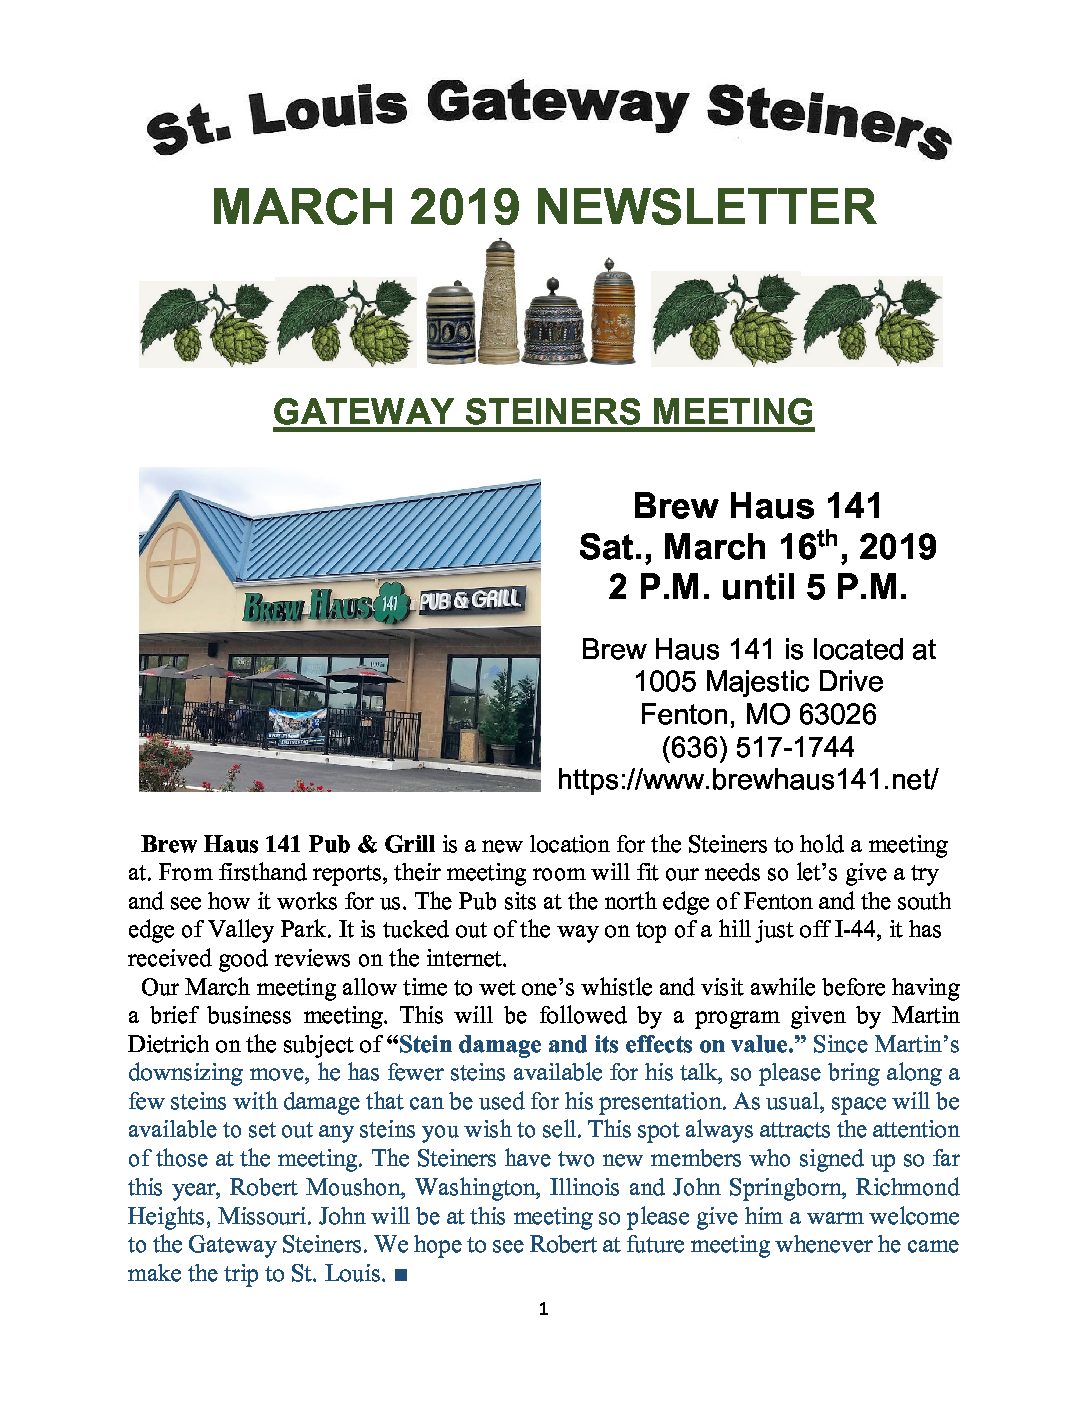 St. Louis Gateway Steiners
MARCH 2019 NEWSLETTER
GATEWAY STEINERS MEETING
BREW HAUS 141 PUB & GRILL
Brew Haus 141
Sat., March 16th, 2019
2 P.M. until 5 P.M.
Brew Haus 141 is located at
1005 Majestic Drive
Fenton, MO 63026
(636) 517-1744
https://www.brewhaus141.net/
Brew Haus 141 Pub & Grill is a new location for the Steiners to hold a meeting
at. From firsthand reports, their meeting room will fit our needs so let’s give a try
and see how it works for us. The Pub sits at the north edge of Fenton and the south
edge of Valley Park. It is tucked out of the way on top of a hill just off I-44, it has
received good reviews on the internet.
Our March meeting allow time to wet one’s whistle and visit awhile before having
a brief business meeting. This will be followed by a program given by Martin
Dietrich on the subject of “Stein damage and its effects on value.” Since Martin’s
downsizing move, he has fewer steins available for his talk, so please bring along a
few steins with damage that can be used for his presentation. As usual, space will be
available to set out any steins you wish to sell. This spot always attracts the attention
of those at the meeting. The Steiners have two new members who signed up so far
this year, Robert Moushon, Washington, Illinois and John Springborn, Richmond
Heights, Missouri. John will be at this meeting so please give him a warm welcome
to the Gateway Steiners. We hope to see Robert at future meeting whenever he came
make the trip to St. Louis. ■
1